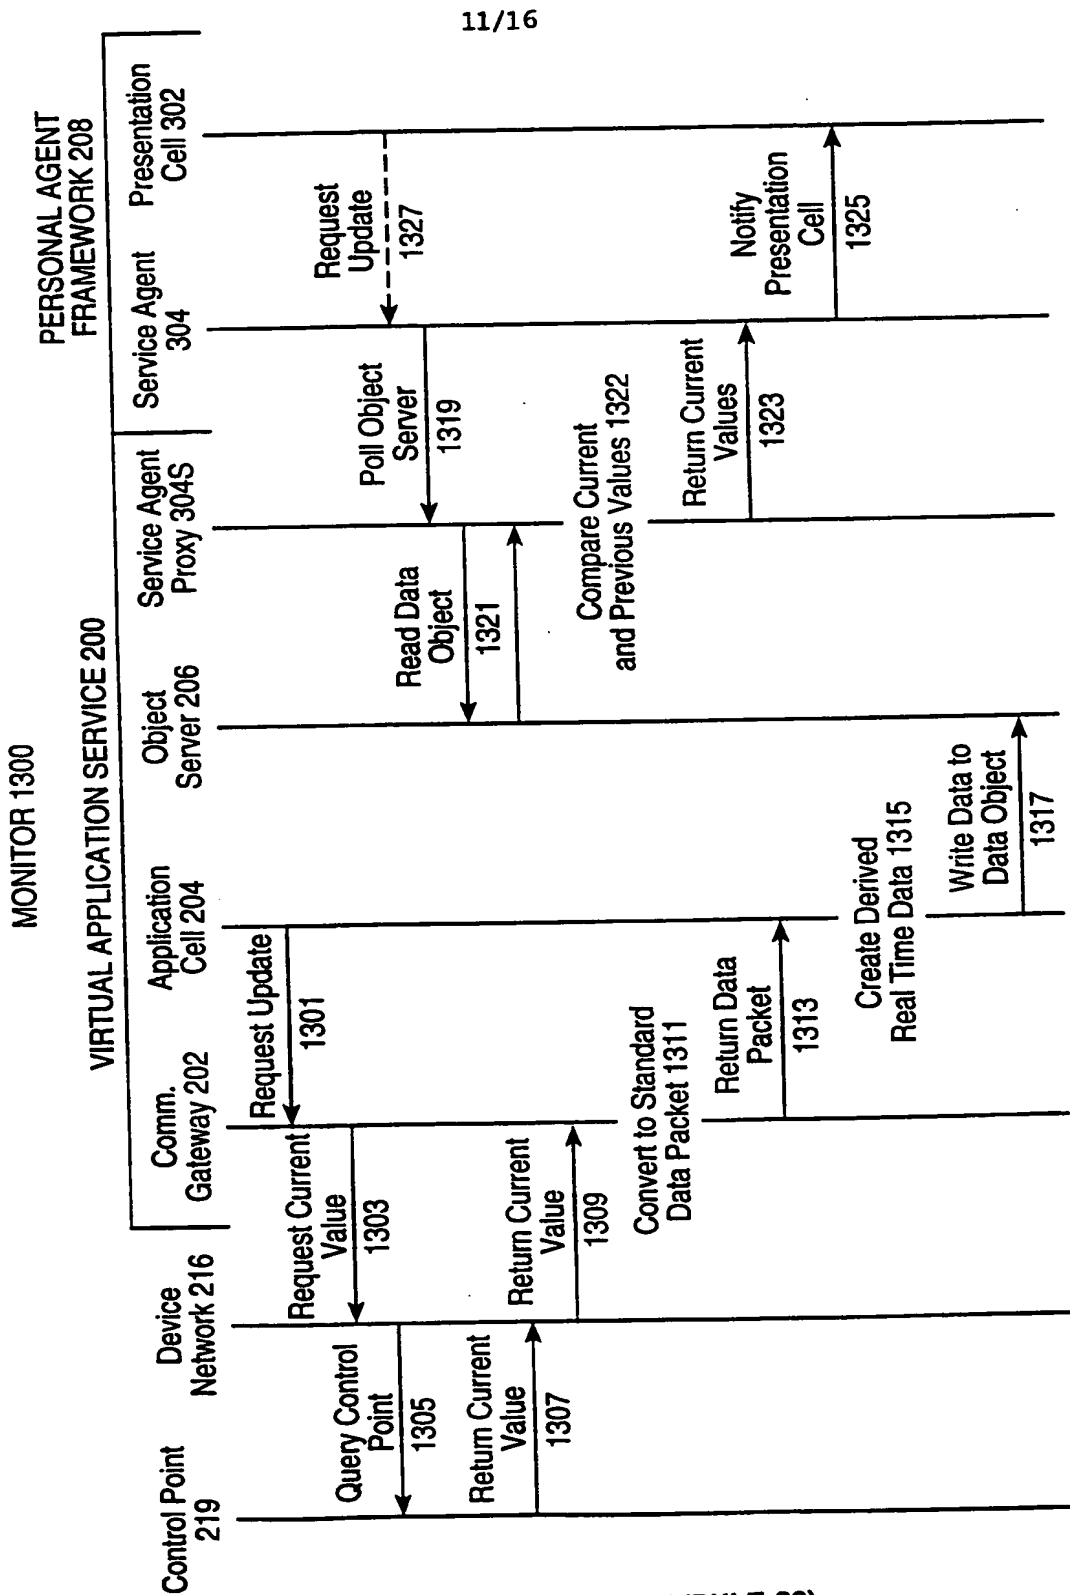 11/16
MONITOR 1300
VIRTUAL APPLICATION SERVICE 200
PERSONAL AGENT
FRAMEWORK 208
Control Point
219
Device
Network 216
Comm.
Gateway 202
Application
Cell 204
Object
Server 206
Service Agent
Proxy 304S
Service Agent
304
Presentation
Cell 302
Request Update
1301
Request Current
Value
1303
Query Control
Point
1305
Return Current
Value
1307
Return Current
Value
1309
Convert to Standard
Data Packet 1311
Return Data
Packet
1313
Create Derived
Real Time Data 1315
Write Data to
Data Object
1317
Request
Update
1327
Poll Object
Server
1319
Read Data
Object
1321
Compare Current
and Previous Values 1322
Return Current
Values
1323
Notify
Presentation
Cell
1325